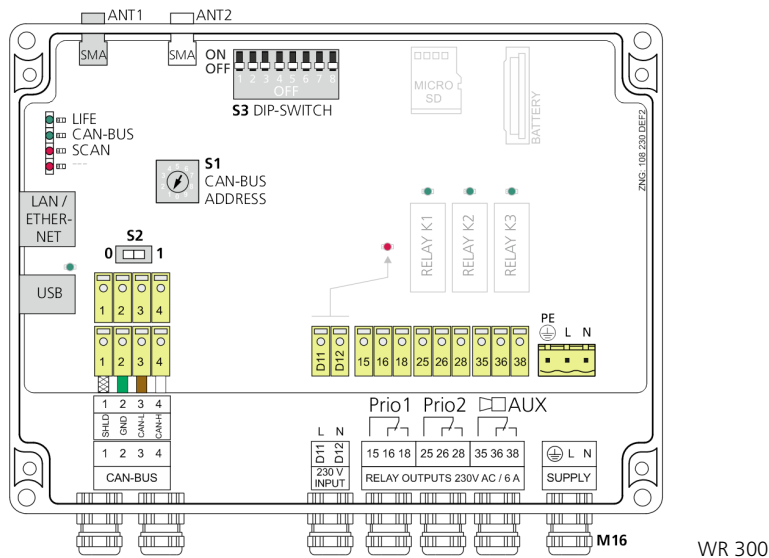 ANT1 ANT2
SMA SMA
ON
OFF
1 2 3 4 5 6 7 8
OFF
S3 DIP-SWITCH
MICRO
SD
BATTERY
ZNG: 108 230 DEF2
LIFE
CAN-BUS
SCAN
---
S1
CAN-BUS
ADDRESS
LAN /
ETHER-
NET
S2
0 1
USB
RELAY K1
RELAY K2
RELAY K3
1 2 3 4
1 2 3 4
D11 D12 15 16 18 25 26 28 35 36 38
PE L N
1 2 3 4
SHLD GND CAN-L CAN-H
1 2 3 4
CAN-BUS
L N
D11 D12
230 V
INPUT
Prio1 Prio2 AUX
15 16 18 25 26 28 35 36 38
RELAY OUTPUTS 230V AC / 6 A
L N
SUPPLY
M16
WR 300